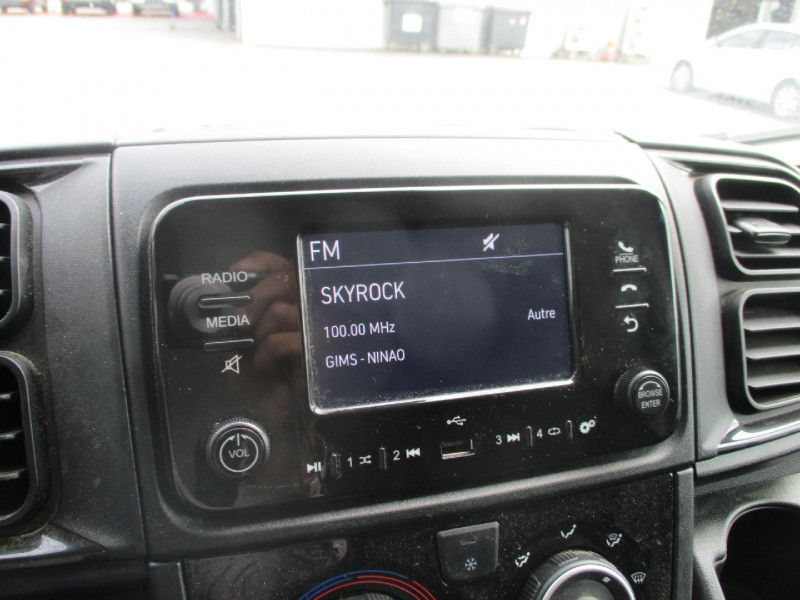 FM
SKYROCK
100.00 MHz
Autre
GIMS - NINAO
RADIO
MEDIA
PHONE
VOL
BROWSE
ENTER
1
2
3
4